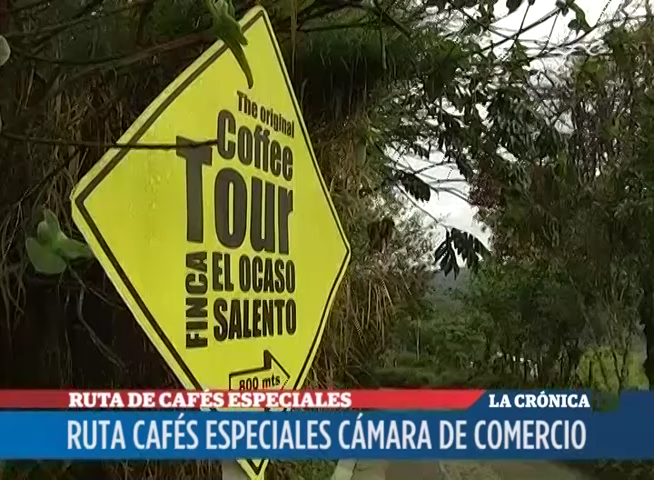 The original
Coffee
Tour
FINCA
EL OCASO
SALENTO
800 mts
RUTA DE CAFÉS ESPECIALES
LA CRÓNICA
RUTA CAFÉS ESPECIALES CÁMARA DE COMERCIO